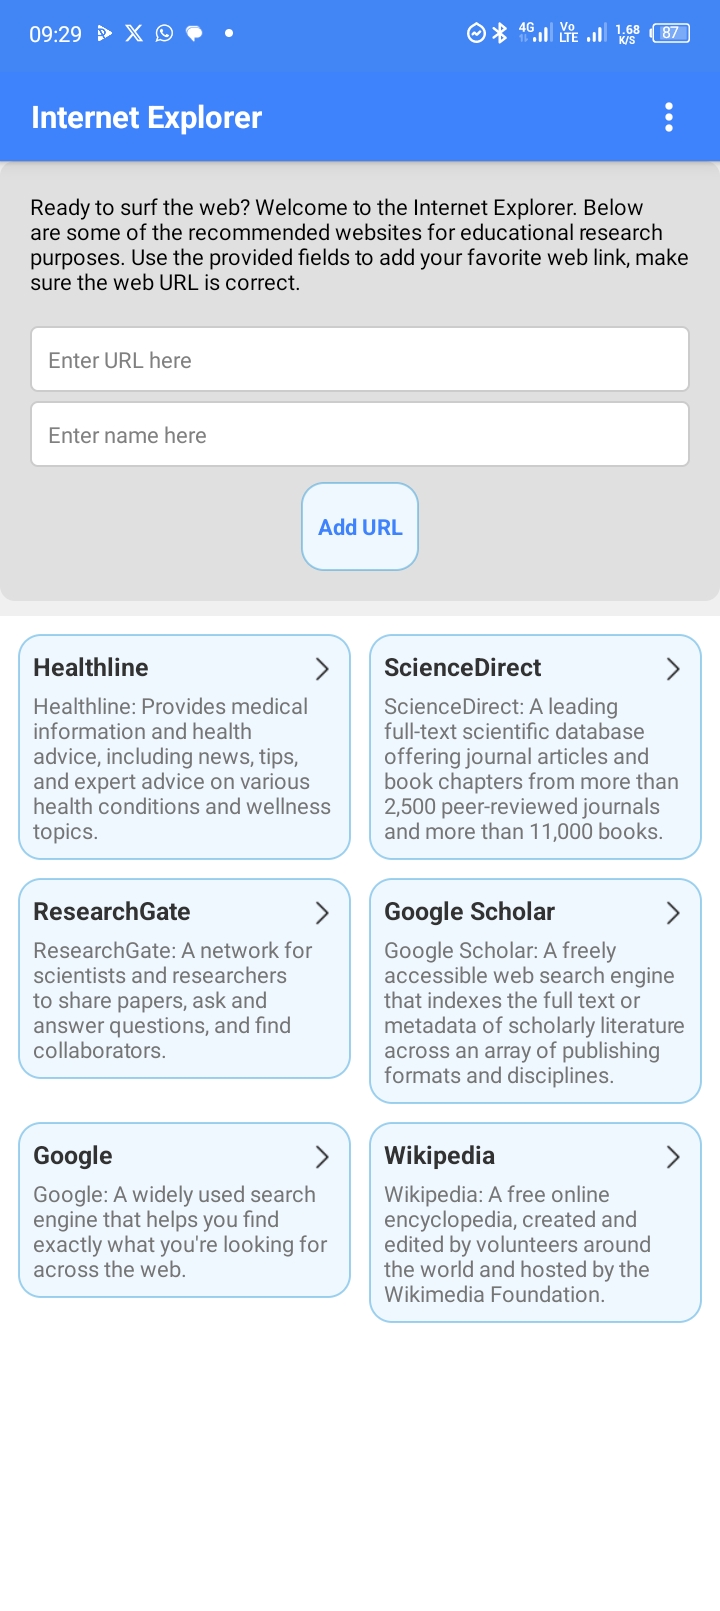 09:29
4G
Vo
LTE
1.68
K/S
87
Internet Explorer
Ready to surf the web? Welcome to the Internet Explorer. Below
are some of the recommended websites for educational research
purposes. Use the provided fields to add your favorite web link, make
sure the web URL is correct.
Enter URL here
Enter name here
Add URL
Healthline
Healthline: Provides medical
information and health
advice, including news, tips,
and expert advice on various
health conditions and wellness
topics.
ScienceDirect
ScienceDirect: A leading
full-text scientific database
offering journal articles and
book chapters from more than
2,500 peer-reviewed journals
and more than 11,000 books.
ResearchGate
ResearchGate: A network for
scientists and researchers
to share papers, ask and
answer questions, and find
collaborators.
Google Scholar
Google Scholar: A freely
accessible web search engine
that indexes the full text or
metadata of scholarly literature
across an array of publishing
formats and disciplines.
Google
Google: A widely used search
engine that helps you find
exactly what you're looking for
across the web.
Wikipedia
Wikipedia: A free online
encyclopedia, created and
edited by volunteers around
the world and hosted by the
Wikimedia Foundation.